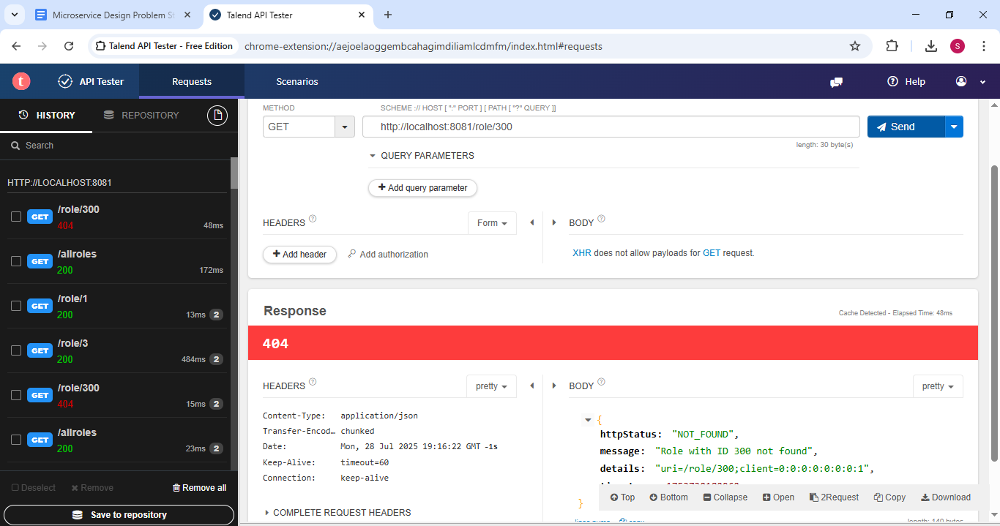 Microservice Design Problem St
Talend API Tester
Talend API Tester - Free Edition
chrome-extension://aejoelaoggembcahagimdiliamlcdmfm/index.html#requests
S
t
API Tester
Requests
Scenarios
Help
HISTORY
REPOSITORY
Search
HTTP://LOCALHOST:8081
GET
/role/300
404
48ms
GET
/allroles
200
172ms
GET
/role/1
200
13ms 2
GET
/role/3
200
484ms 2
GET
/role/300
404
15ms 2
GET
/allroles
200
23ms 2
Deselect
Remove
Remove all
Save to repository
METHOD
SCHEME :// HOST [ ":" PORT ] [ PATH [ "?" QUERY ]]
GET
http://localhost:8081/role/300
Send
length: 30 byte(s)
QUERY PARAMETERS
Add query parameter
HEADERS ?
Form
Add header
Add authorization
BODY ?
XHR does not allow payloads for GET request.
Response
Cache Detected - Elapsed Time: 48ms
404
HEADERS ?
pretty
Content-Type: application/json
Transfer-Encod… chunked
Date: Mon, 28 Jul 2025 19:16:22 GMT -1s
Keep-Alive: timeout=60
Connection: keep-alive
COMPLETE REQUEST HEADERS
BODY ?
pretty
{
httpStatus: "NOT_FOUND",
message: "Role with ID 300 not found",
details: "uri=/role/300;client=0:0:0:0:0:0:0:1",
}
Top
Bottom
Collapse
Open
2Request
Copy
Download
length: 140 bytes